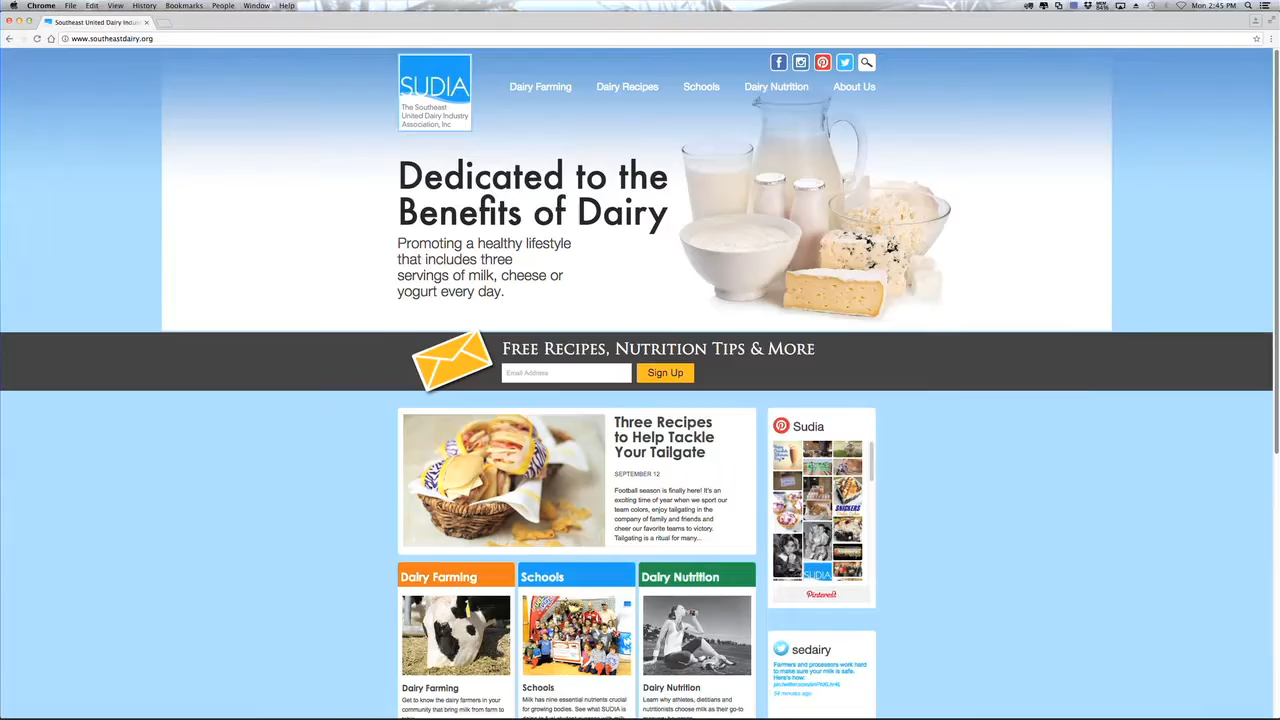 Chrome File Edit View History Bookmarks People Window Help
Mon 2:45 PM
Southeast United Dairy Indus
www.southeastdairy.org
SUDIA
The Southeast
United Dairy Industry
Association, Inc
Dairy Farming Dairy Recipes Schools Dairy Nutrition About Us
Dedicated to the
Benefits of Dairy
Promoting a healthy lifestyle
that includes three
servings of milk, cheese or
yogurt every day.
Free Recipes, Nutrition Tips & More
Email Address
Sign Up
Three Recipes
to Help Tackle
Your Tailgate
SEPTEMBER 12
Football season is finally here! It's an
exciting time of year when we sport our
team colors, enjoy tailgating in the
company of family and friends and
cheer our favorite teams to victory.
Tailgating is a ritual for many...
Sudia
SNICKERS
SUDIA
Pinterest
Dairy Farming
Schools
Dairy Nutrition
Dairy Farming
Get to know the dairy farmers in your
community that bring milk from farm to
Schools
Milk has nine essential nutrients crucial
for growing bodies. See what SUDIA is
Dairy Nutrition
Learn why athletes, dietitians and
nutritionists choose milk as their go-to
sedairy
Farmers and processors work hard
to make sure your milk is safe.
Here's how:
54 minutes ago